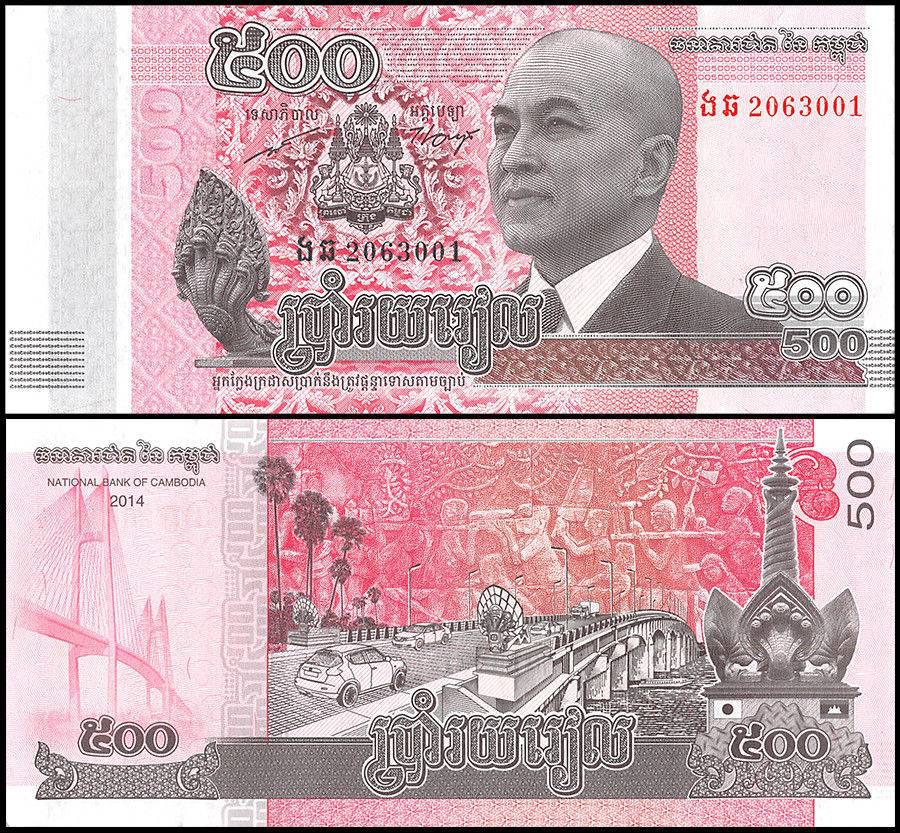 ៥០០
ធនាគារជាតិ នៃ កម្ពុជា
500
ទេសាភិបាល
អគ្គមេឡា
ងឆ 2063001
ងឆ 2063001
៥០០
ប្រាំរយរៀល
500
អ្នកក្លែងក្រដាសប្រាក់នឹងត្រូវផ្តន្ទាទោសតាមច្បាប់
ធនាគារជាតិ នៃ កម្ពុជា
NATIONAL BANK OF CAMBODIA
2014
500
៥០០
ប្រាំរយរៀល
៥០០